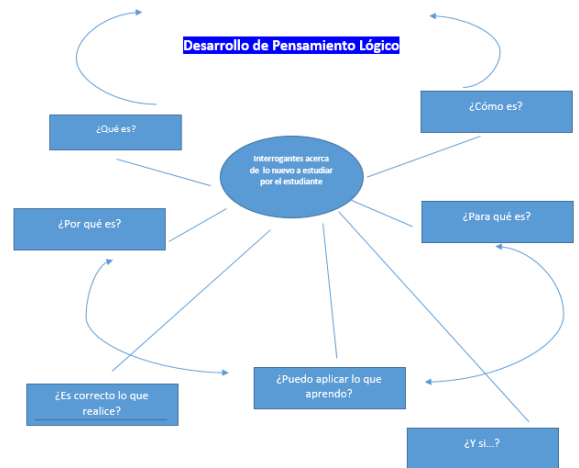 Desarrollo de Pensamiento Lógico
¿Qué es?
¿Cómo es?
Interrogantes acerca
de lo nuevo a estudiar
por el estudiante
¿Por qué es?
¿Para qué es?
¿Es correcto lo que
realice?
¿Puedo aplicar lo que
aprendo?
¿Y si...?